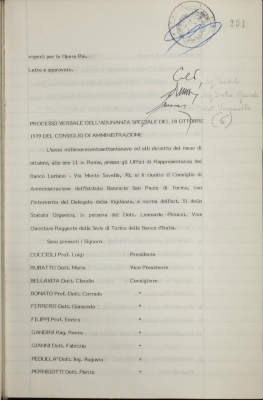 201
vigenti per le Opere Pie.
Letto e approvato.
PROCESSO VERBALE DELL'ADUNANZA SPECIALE DEL 18 OTTOBRE
1979 DEL CONSIGLIO DI AMMINISTRAZIONE
L'anno millenovecentosettantanove ed alli diciotto del mese di
ottobre, alle ore 11 in Roma, presso gli Uffici di Rappresentanza del
Banco Lariano - Via Monte Savello, 30, si è riunito il Consiglio di
Amministrazione dell'Istituto Bancario San Paolo di Torino, con
l'intervento del Delegato della Vigilanza, a norma dell'art. 31 dello
Statuto Organico, in persona del Dott. Leonardo Pironti, Vice
Direttore Reggente della Sede di Torino della Banca d'Italia.
Sono presenti i Signori:
COCCIOLI Prof. Luigi Presidente
RUBATTO Dott. Maria Vice Presidente
BELLAVITA Dott. Claudio Consigliere
BONATO Prof. Dott. Corrado "
FERRERO Dott. Giancarlo "
FILIPPI Prof. Enrico "
GANDINI Rag. Renzo "
GIANNI Dott. Fabrizio "
PEDULLA' Dott. Ing. Augusto "
PERNIGOTTI Dott. Pietro "